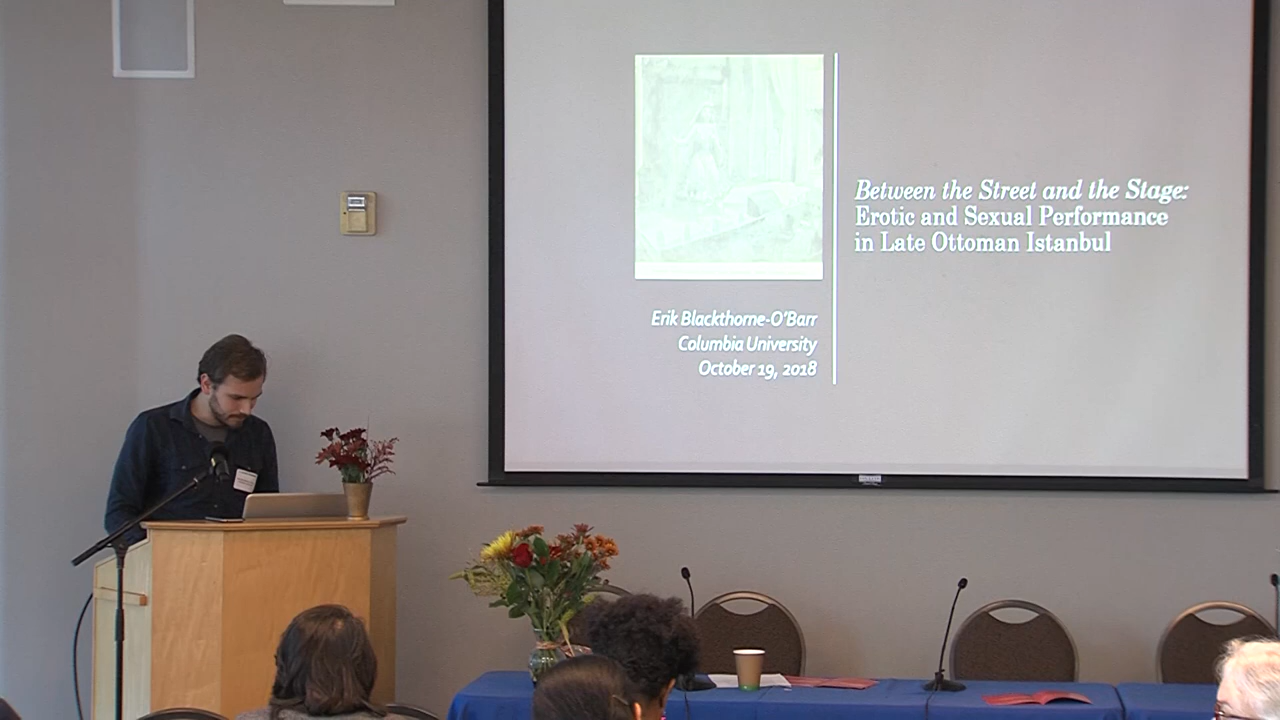 Between the Street and the Stage:
Erotic and Sexual Performance
in Late Ottoman Istanbul
Erik Blackthorne-O'Barr
Columbia University
October 19, 2018